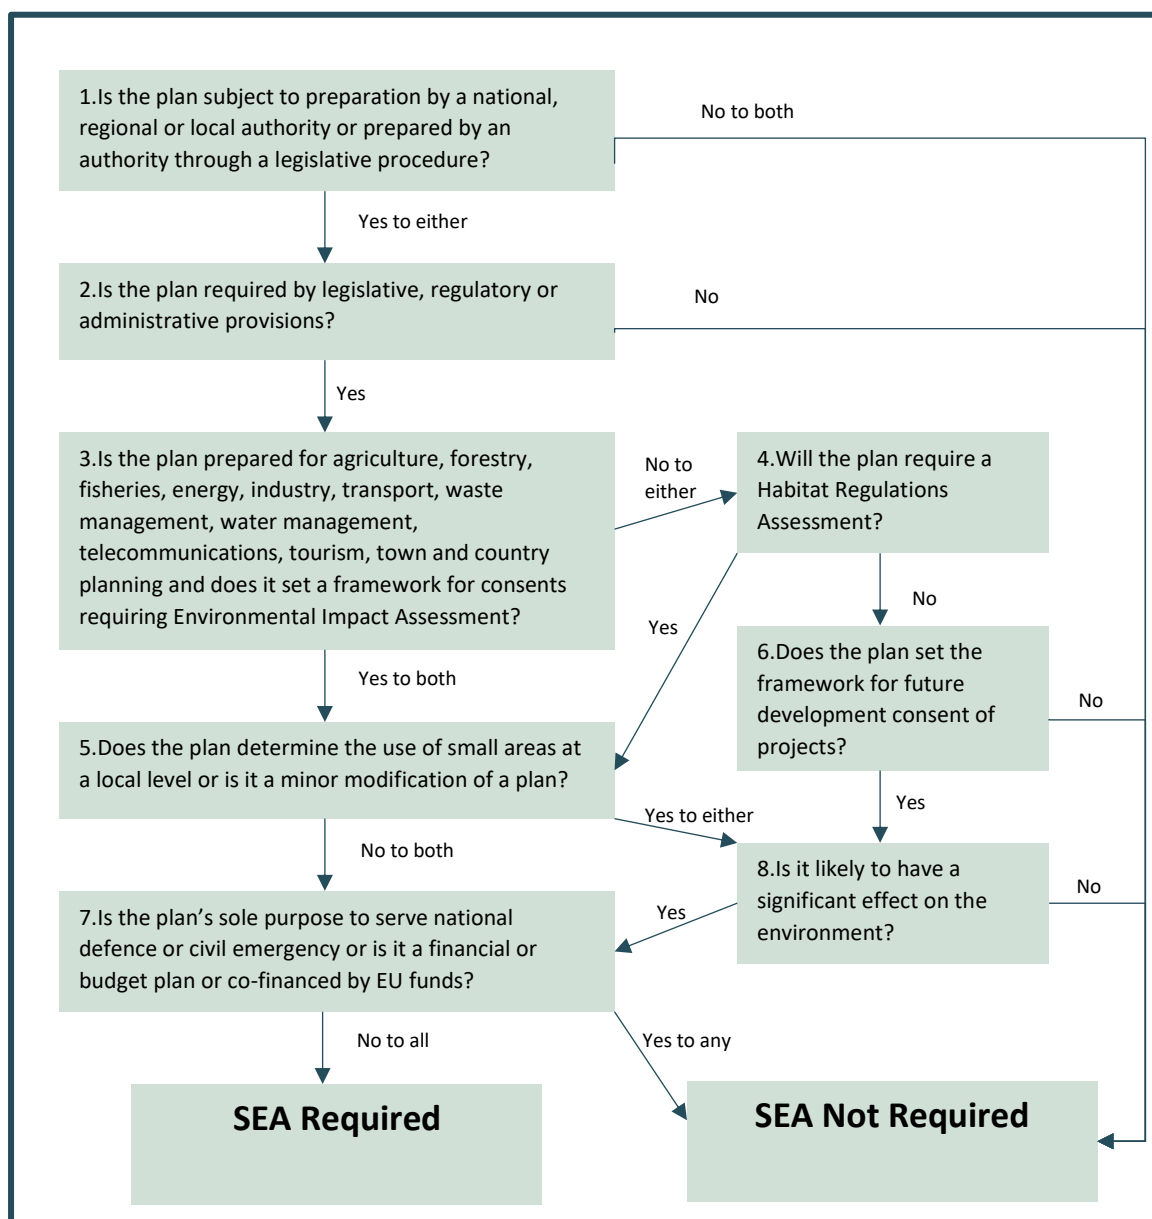 1.Is the plan subject to preparation by a national,
regional or local authority or prepared by an
authority through a legislative procedure?
No to both
Yes to either
2.Is the plan required by legislative, regulatory or
administrative provisions?
No
Yes
3.Is the plan prepared for agriculture, forestry,
fisheries, energy, industry, transport, waste
management, water management,
telecommunications, tourism, town and country
planning and does it set a framework for consents
requiring Environmental Impact Assessment?
No to
either
4.Will the plan require a
Habitat Regulations
Assessment?
Yes
No
Yes to both
5.Does the plan determine the use of small areas at
a local level or is it a minor modification of a plan?
6.Does the plan set the
framework for future
development consent of
projects?
No
Yes
Yes to either
No to both
7.Is the plan’s sole purpose to serve national
defence or civil emergency or is it a financial or
budget plan or co-financed by EU funds?
Yes
8.Is it likely to have a
significant effect on the
environment?
No
No to all
Yes to any
SEA Required
SEA Not Required